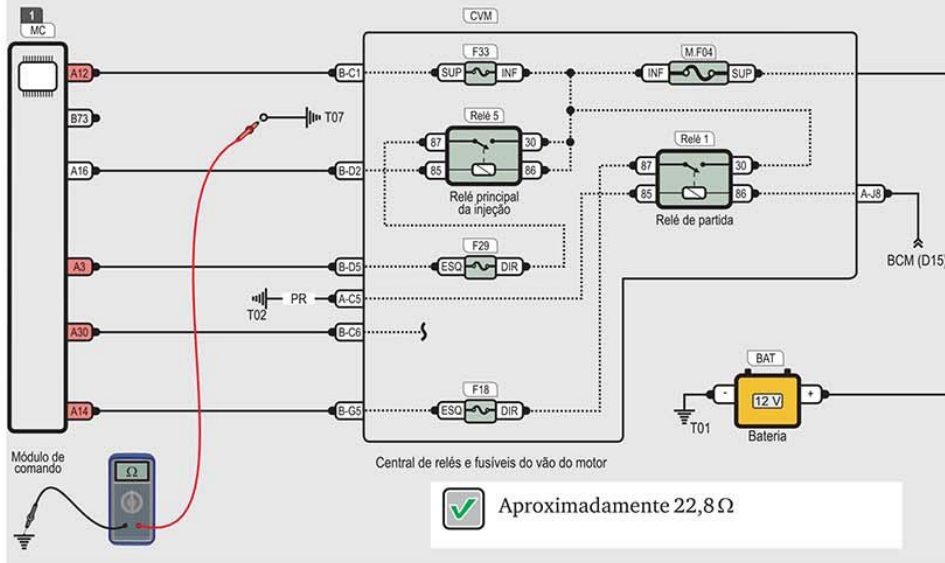 1
MC
CVM
F33
M.F04
A12
B-C1
SUP
INF
INF
SUP
B73
T07
Relé 5
Relé 1
87
30
85
86
87
30
85
86
A16
B-D2
A-J8
Relé principal
da injeção
Relé de partida
F29
BCM (D15)
A3
B-D5
ESQ
DIR
T02
PR
A-C5
A30
B-C6
BAT
F18
-
12 V
+
A14
B-G5
ESQ
DIR
T01
Bateria
Módulo de
comando
Ω
Central de relés e fusíveis do vão do motor
Aproximadamente 22,8 Ω